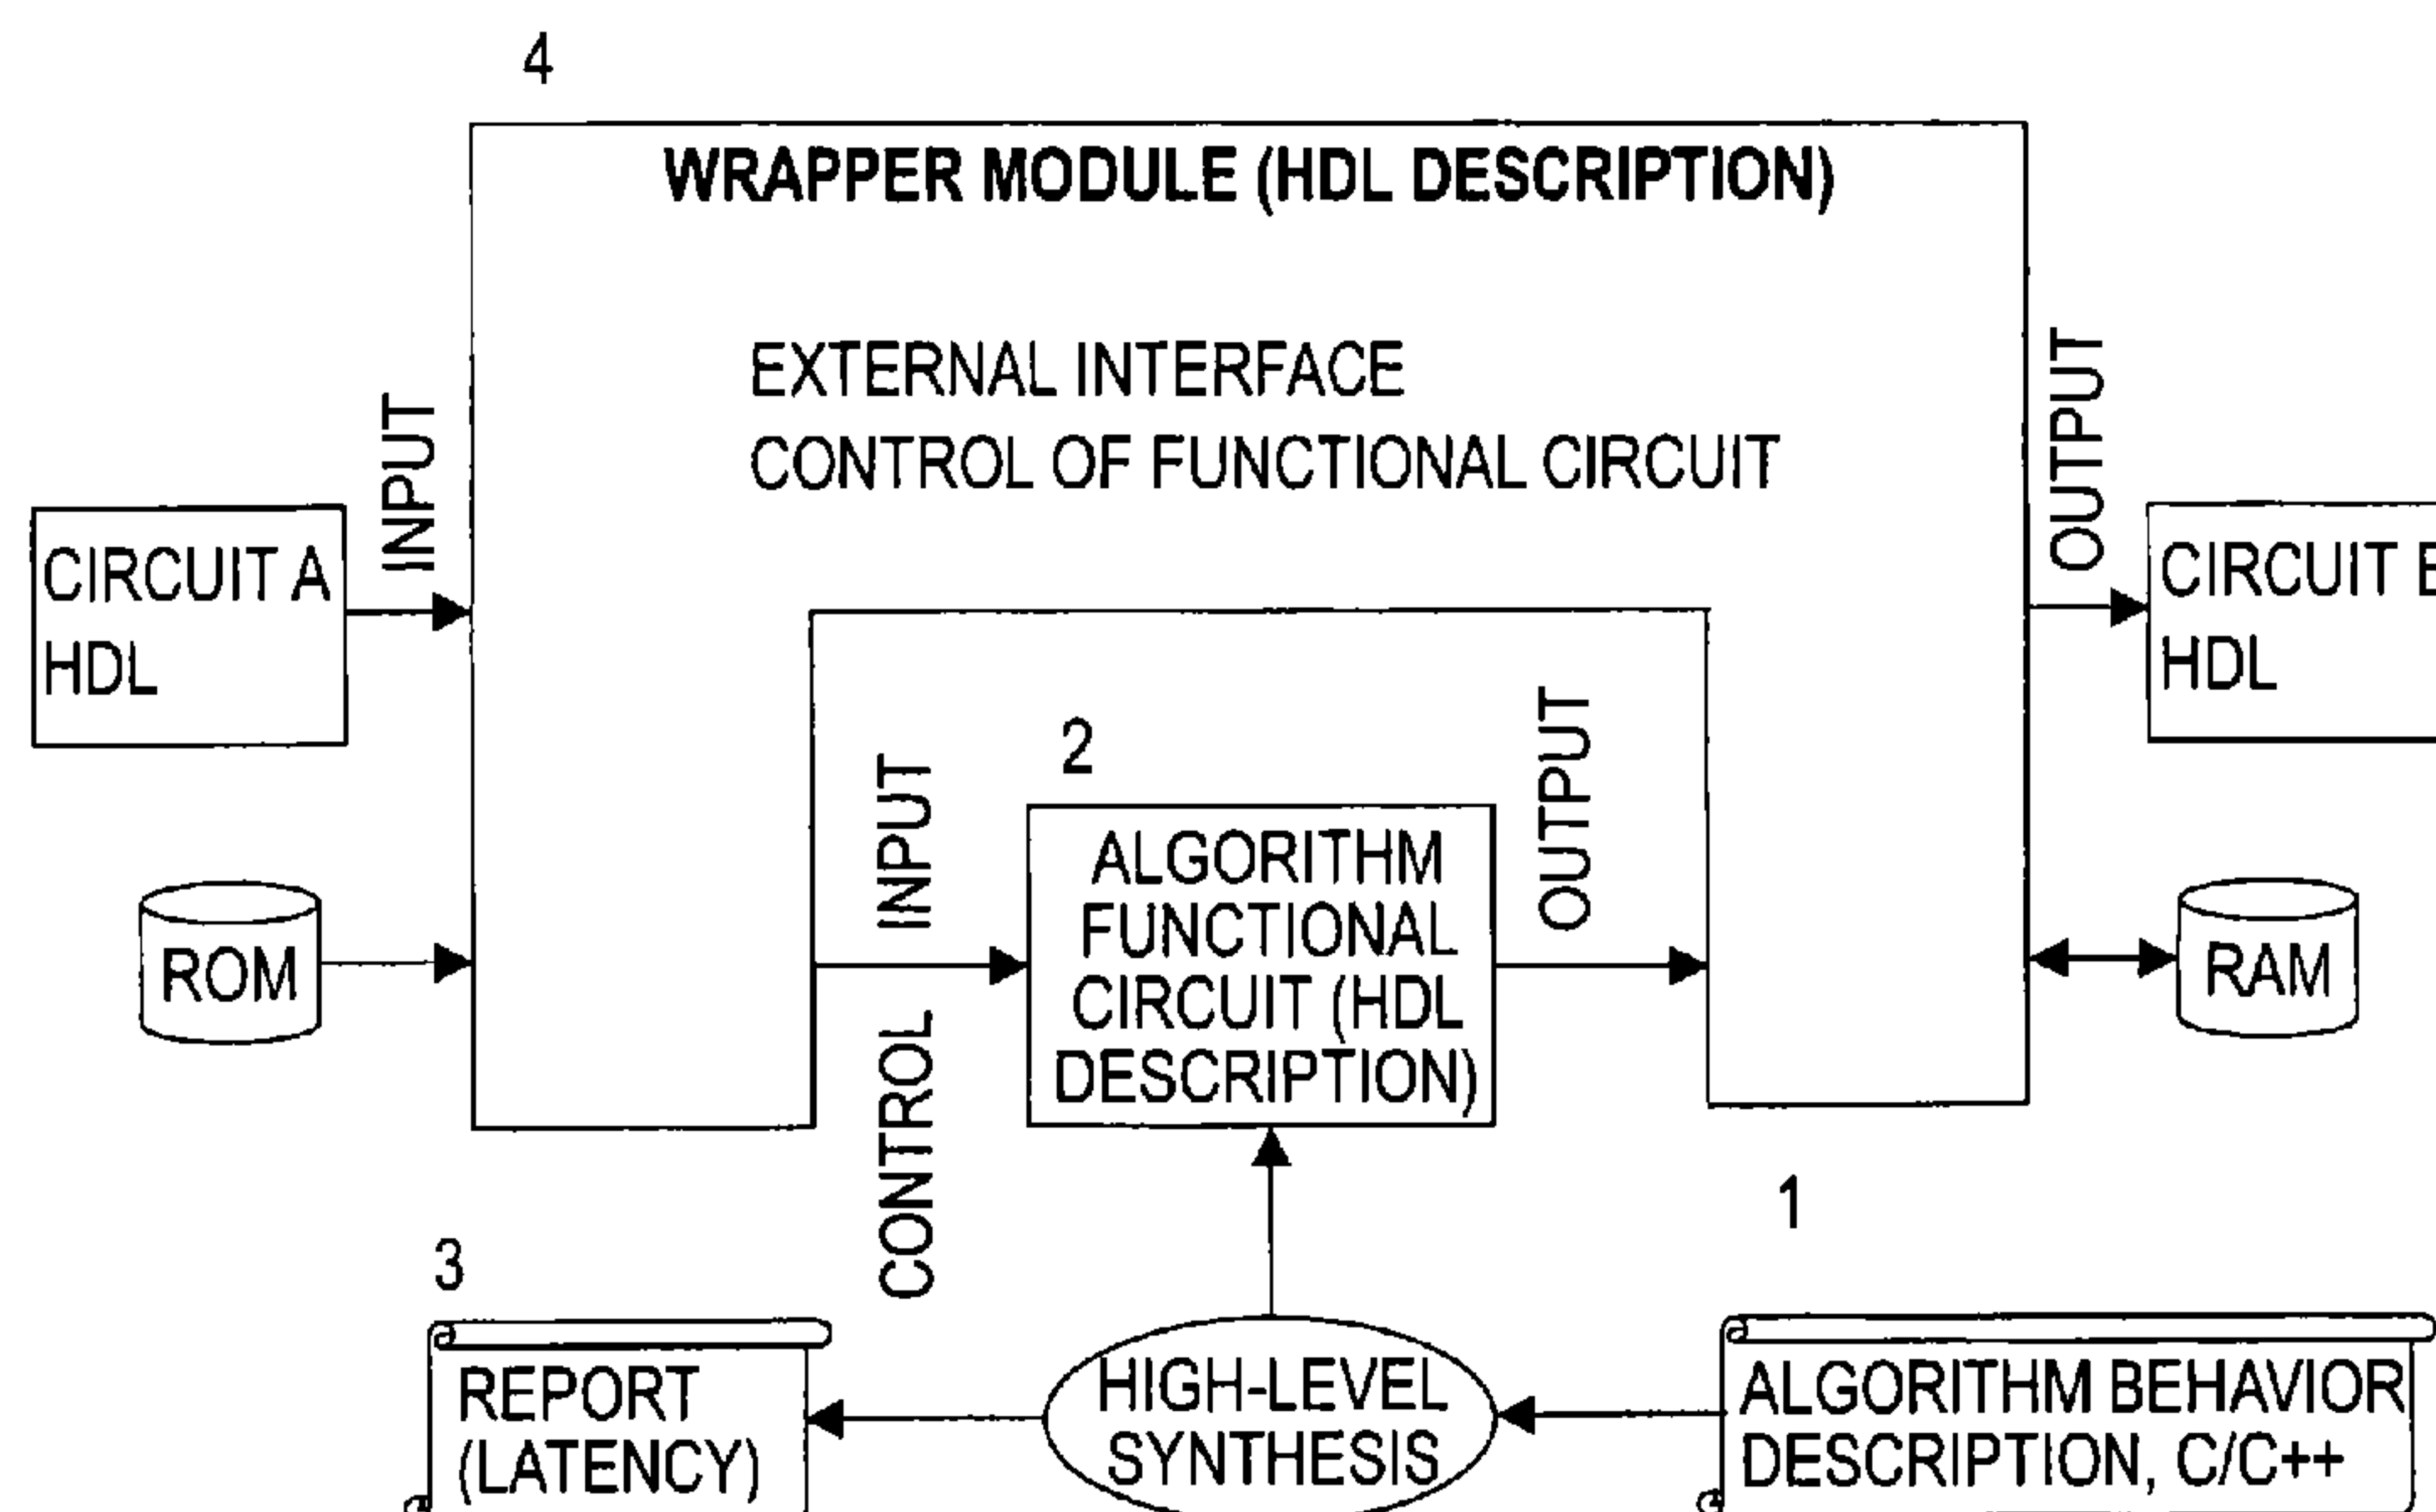 4
WRAPPER MODULE (HDL DESCRIPTION)
EXTERNAL INTERFACE
CONTROL OF FUNCTIONAL CIRCUIT
INPUT
OUTPUT
CIRCUIT A
HDL
CIRCUIT
HDL
INPUT
2
OUTPUT
ALGORITHM
FUNCTIONAL
CIRCUIT (HDL
DESCRIPTION)
ROM
RAM
CONTROL
1
3
REPORT
(LATENCY)
HIGH-LEVEL
SYNTHESIS
ALGORITHM BEHAVIOR
DESCRIPTION, C/C++